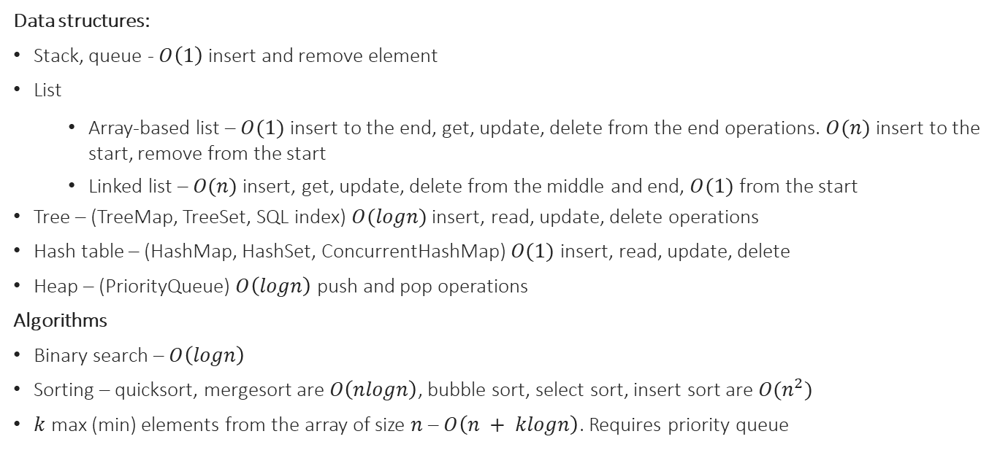 Data structures:
• Stack, queue - O(1) insert and remove element
• List
• Array-based list – O(1) insert to the end, get, update, delete from the end operations. O(n) insert to the
start, remove from the start
• Linked list – O(n) insert, get, update, delete from the middle and end, O(1) from the start
• Tree – (TreeMap, TreeSet, SQL index) O(logn) insert, read, update, delete operations
• Hash table – (HashMap, HashSet, ConcurrentHashMap) O(1) insert, read, update, delete
• Heap – (PriorityQueue) O(logn) push and pop operations
Algorithms
• Binary search – O(logn)
• Sorting – quicksort, mergesort are O(nlogn), bubble sort, select sort, insert sort are O(n²)
• k max (min) elements from the array of size n – O(n + klogn). Requires priority queue